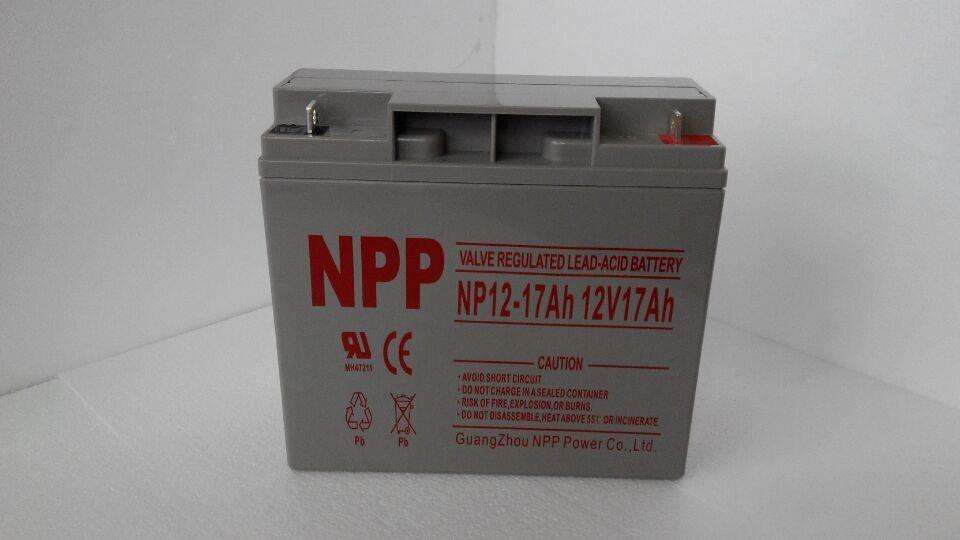 NPP
VALVE REGULATED LEAD-ACID BATTERY
NP12-17Ah 12V17Ah
MH47211
CE
CAUTION
· AVOID SHORT CIRCUIT
· DO NOT CHARGE IN A SEALED CONTAINER
· RISK OF FIRE,EXPLOSION,OR BURNS.
· DO NOT DISASSEMBLE,HEAT ABOVE OR INCINERATE
Pb
Pb
GuangZhou NPP Power Co.,Ltd.